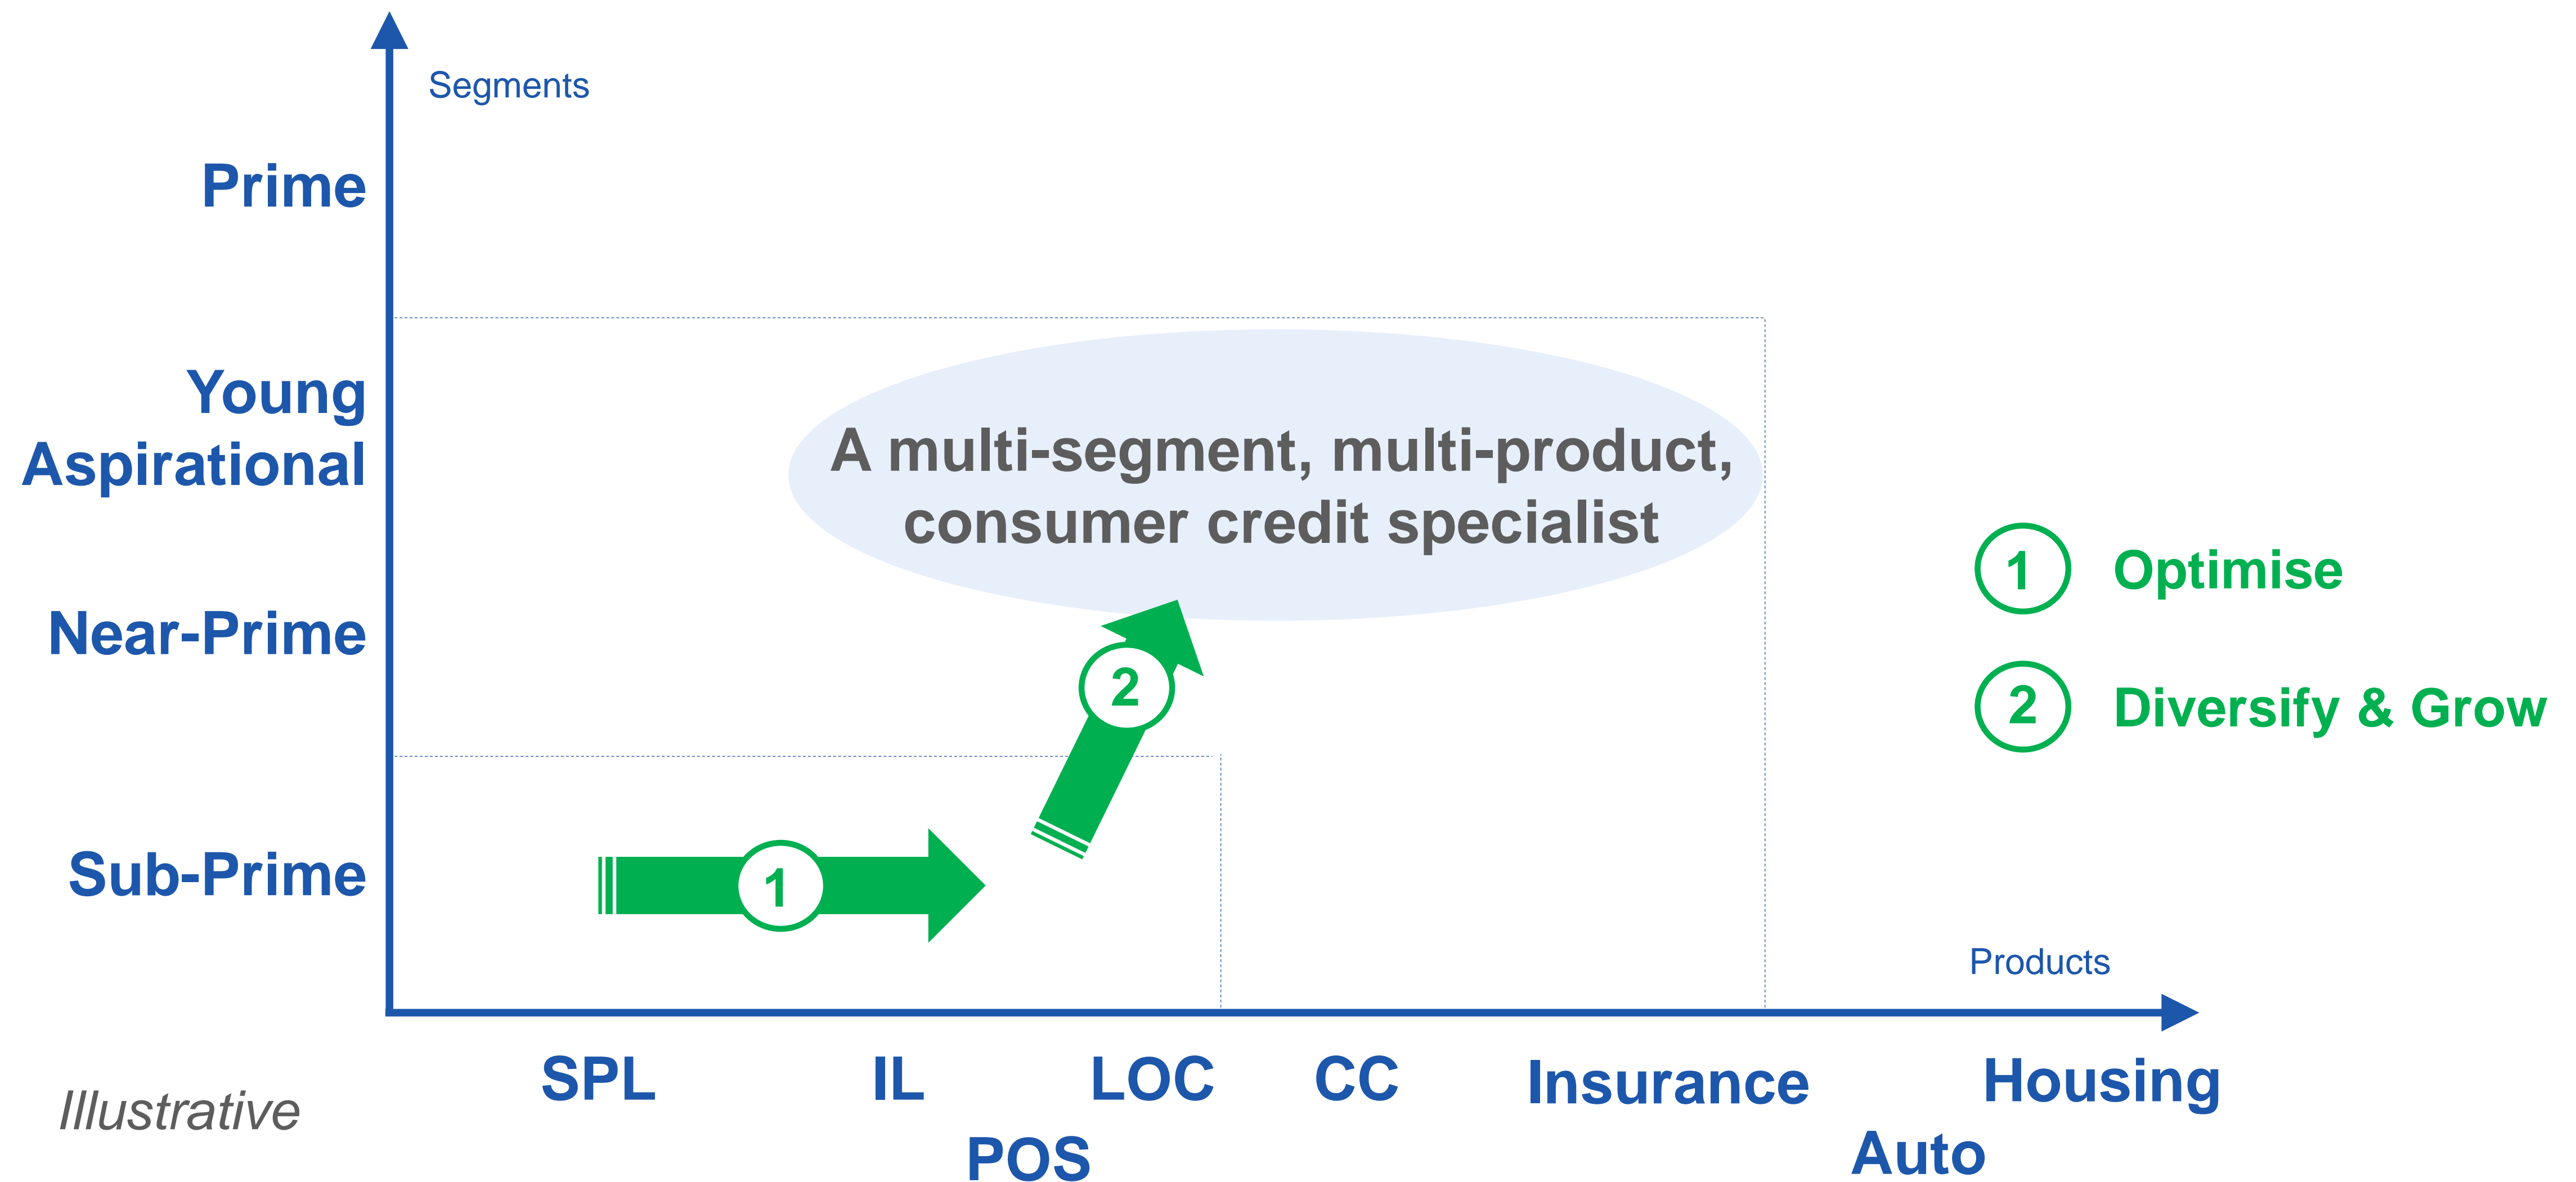 Segments
Prime
Young
Aspirational
A multi-segment, multi-product,
consumer credit specialist
1 Optimise
Near-Prime
2
2 Diversify & Grow
Sub-Prime
1
Products
SPL IL LOC CC Insurance Housing
Illustrative
POS Auto